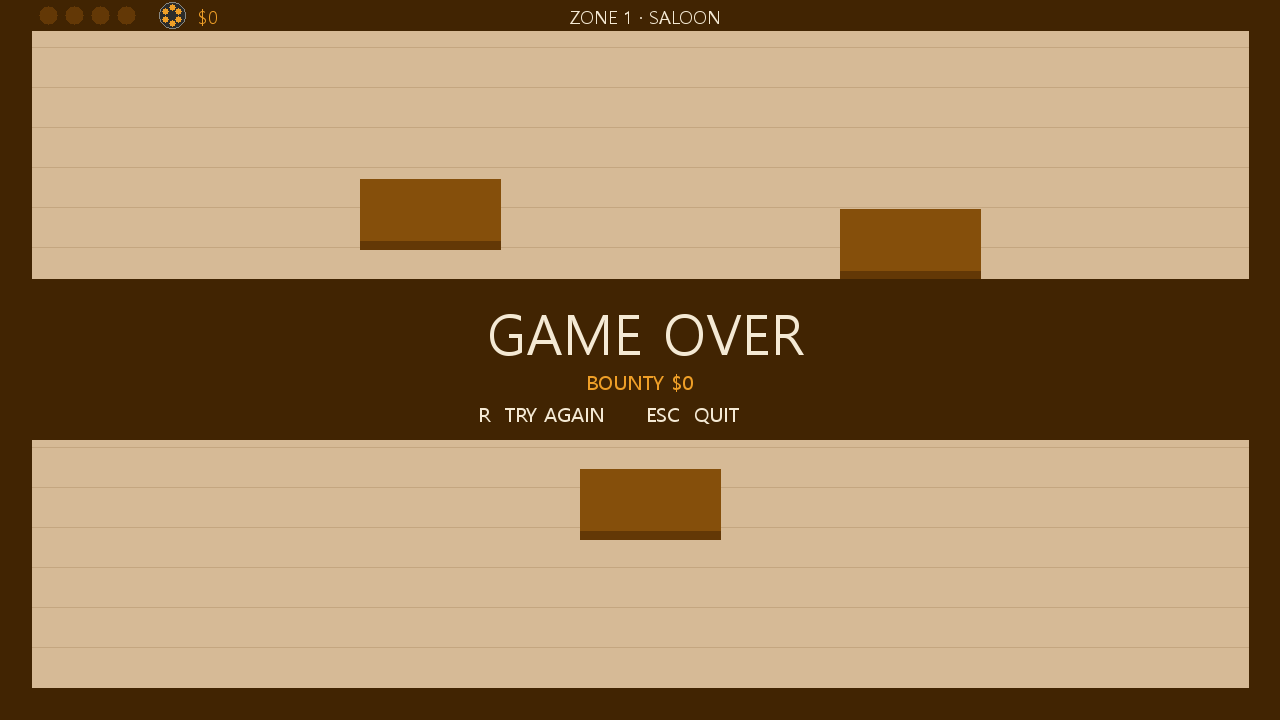 $0
ZONE 1 · SALOON
GAME OVER
BOUNTY $0
R TRY AGAIN ESC QUIT